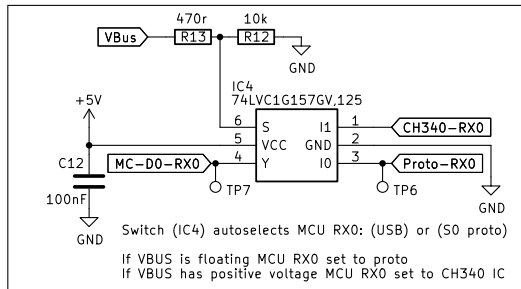 470r 10k
VBus R13 R12
GND
IC4
+5V 74LVC1G157GV,125
6 S I1 1 CH340-RX0
5 VCC GND 2
C12 MC-D0-RX0 4 Y I0 3 Proto-RX0
100nF TP7 TP6
GND GND
Switch (IC4) autoselects MCU RX0: (USB) or (S0 proto)
If VBUS is floating MCU RX0 set to proto
If VBUS has positive voltage MCU RX0 set to CH340 IC